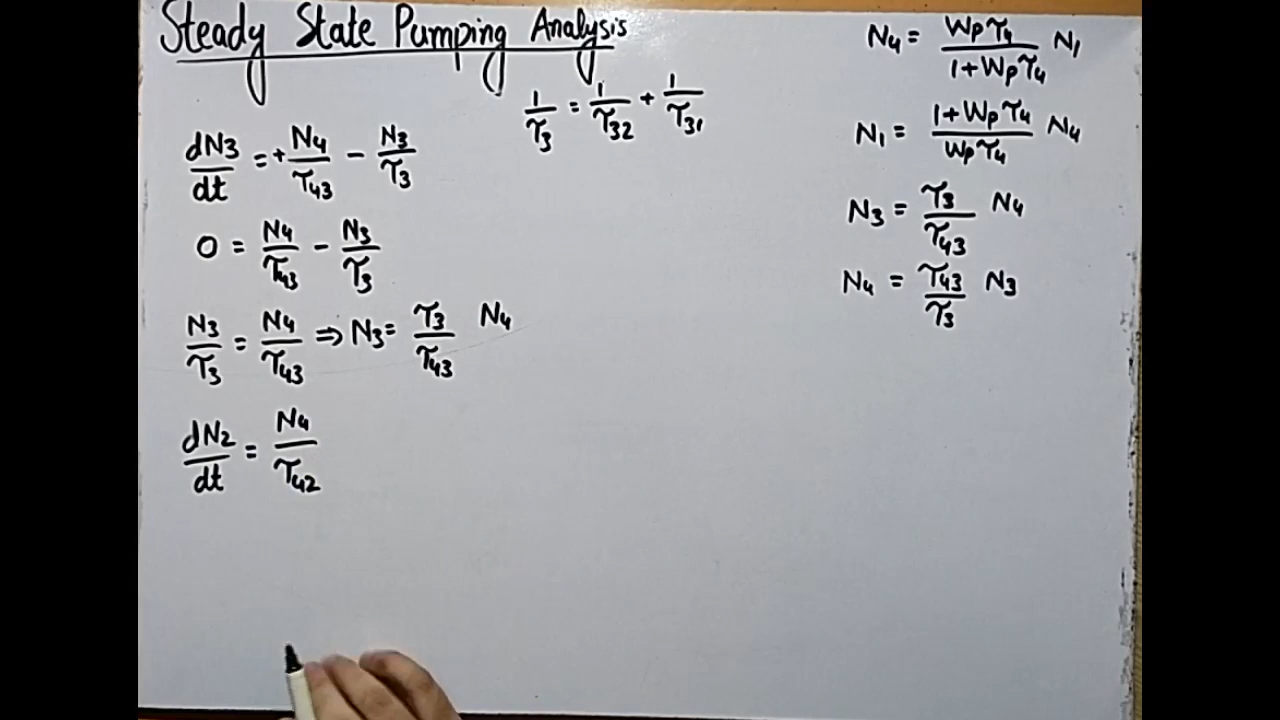 Steady State Pumping Analysis
1/τ3 = 1/τ32 + 1/τ31
dN3/dt = + N4/τ43 − N3/τ3
0 = N4/τ43 − N3/τ3
N3/τ3 = N4/τ43 ⇒ N3 = τ3/τ43 N4
dN2/dt = N4/τ42
N4 = Wpτ4/1+Wpτ4 N1
N1 = 1+Wpτ4/Wpτ4 N4
N3 = τ3/τ43 N4
N4 = τ43/τ3 N3